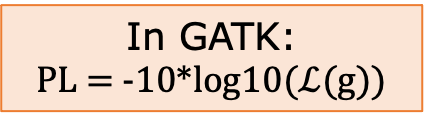 In GATK:
PL = -10*log10(ℒ(g))